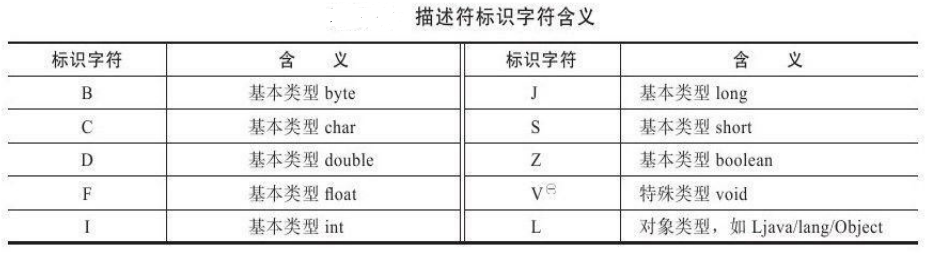 描述符标识字符含义
标识字符 含 义 标识字符 含 义
B 基本类型 byte J 基本类型 long
C 基本类型 char S 基本类型 short
D 基本类型 double Z 基本类型 boolean
F 基本类型 float V㊀ 特殊类型 void
I 基本类型 int L 对象类型，如 Ljava/lang/Object